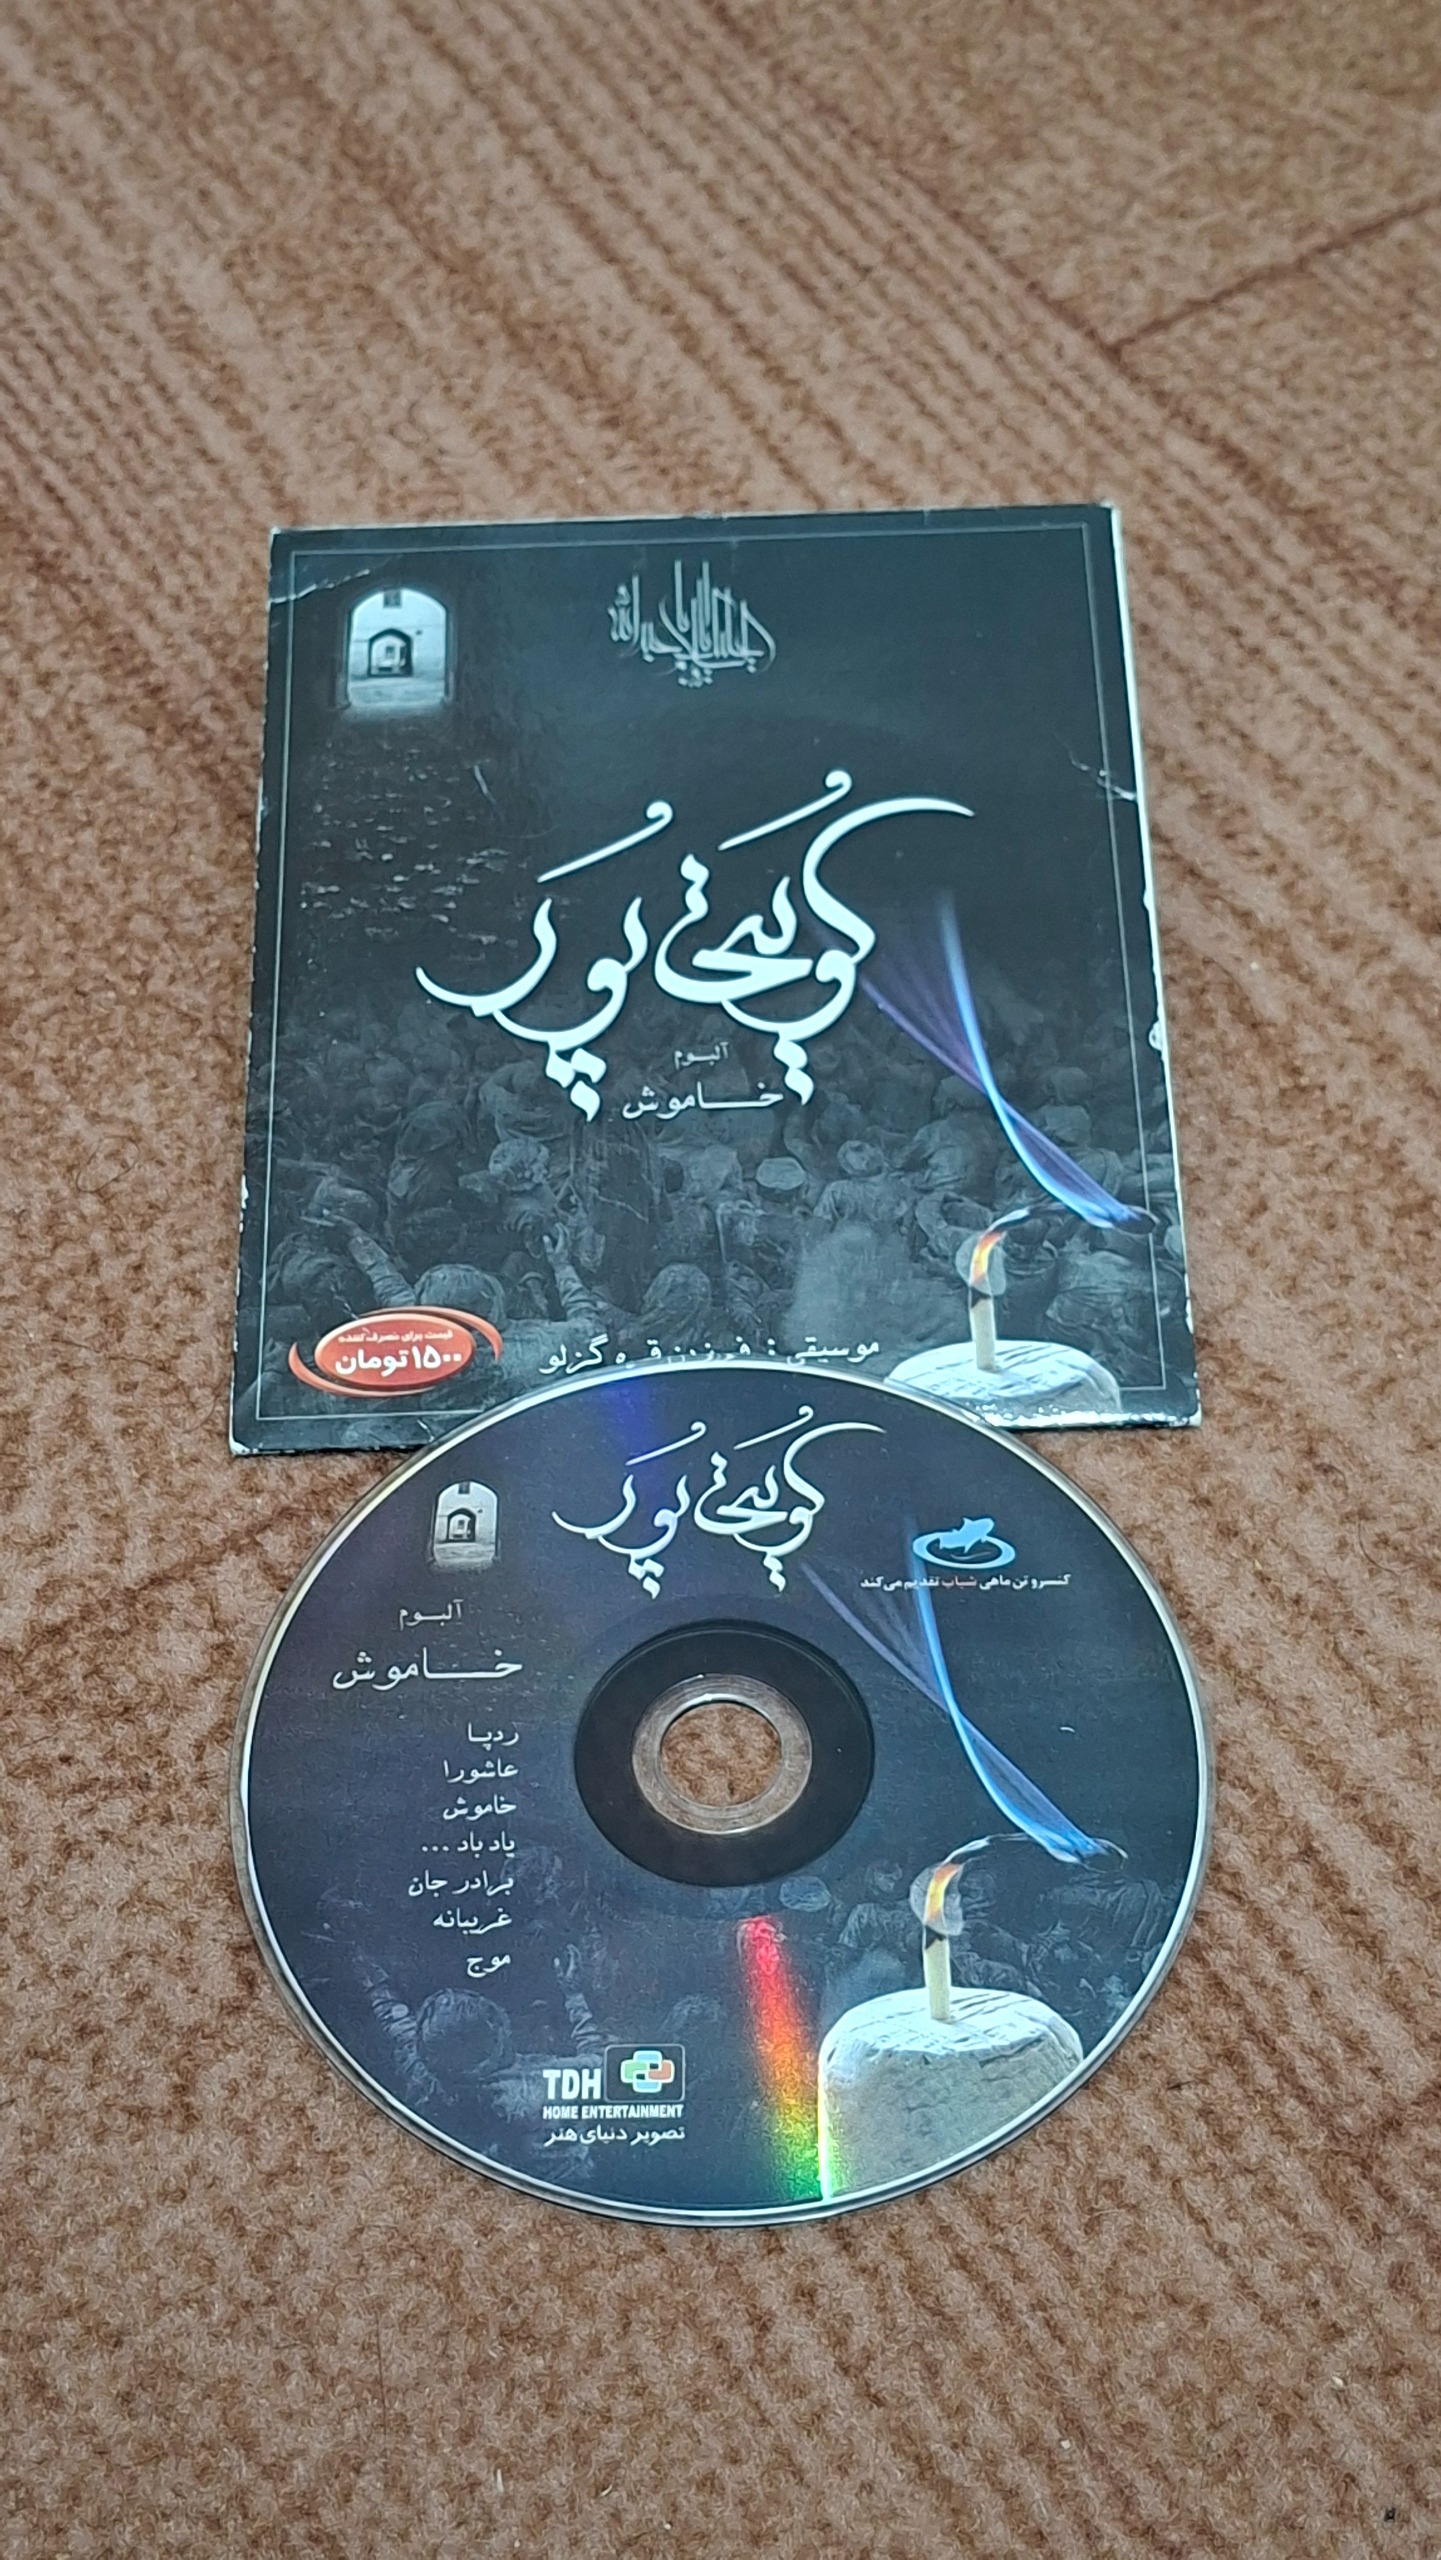 کویتی پور
آلبوم
خاموش
قیمت برای مصرف کننده
۱۵۰۰ تومان
موسیقی : فرزین قره گزلو
کویتی پور
کنسرو تن ماهی شباب تقدیم می‌کند
آلبوم
خاموش
ردپا
عاشورا
خاموش
یاد باد ...
برادر جان
غریبانه
موج
TDH
HOME ENTERTAINMENT
تصویر دنیای هنر